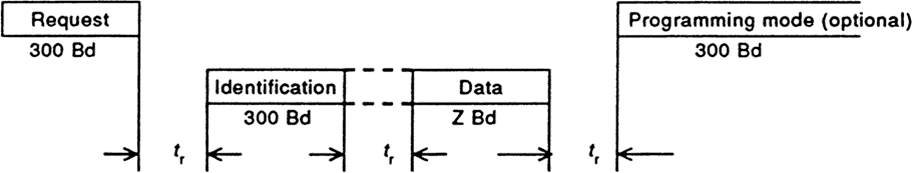 Request
Programming mode (optional)
300 Bd
300 Bd
Identification
Data
300 Bd
Z Bd
tr
tr
tr